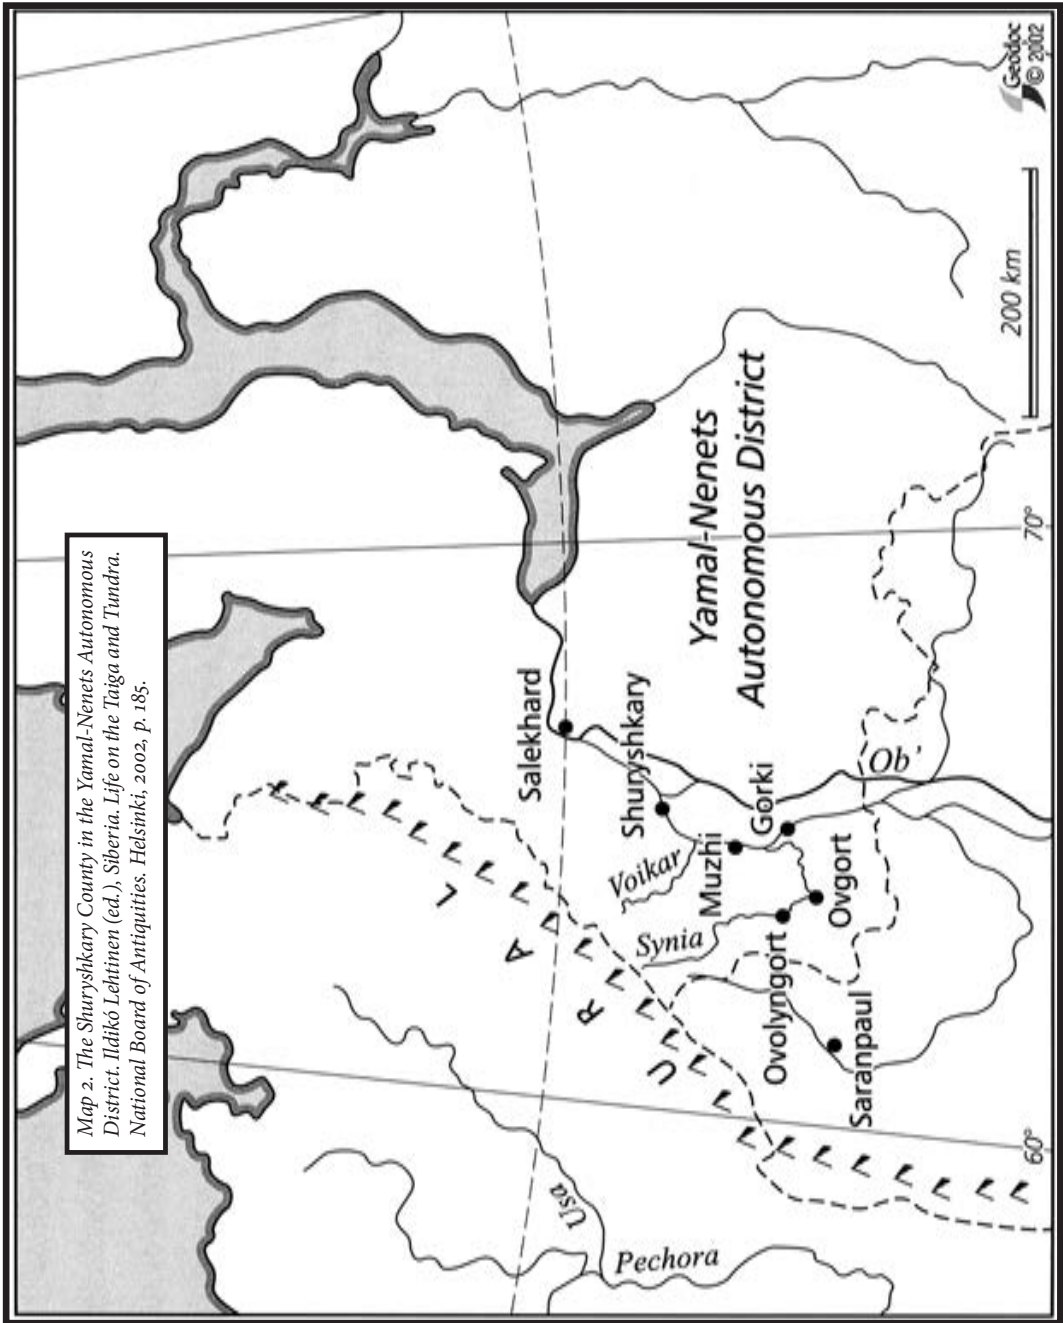 Map 2. The Shuryshkary County in the Yamal-Nenets Autonomous
District. Ildikó Lehtinen (ed.), Siberia. Life on the Taiga and Tundra.
National Board of Antiquities. Helsinki, 2002, p. 185.
URAL
Usa
Pechora
Salekhard
Shuryshkary
Voikar
Muzhi
Gorki
Synia
Ovolyngort
Ovgort
Saranpaul
Ob'
Yamal-Nenets
Autonomous District
60°
70°
200 km
Geodoc
© 2002